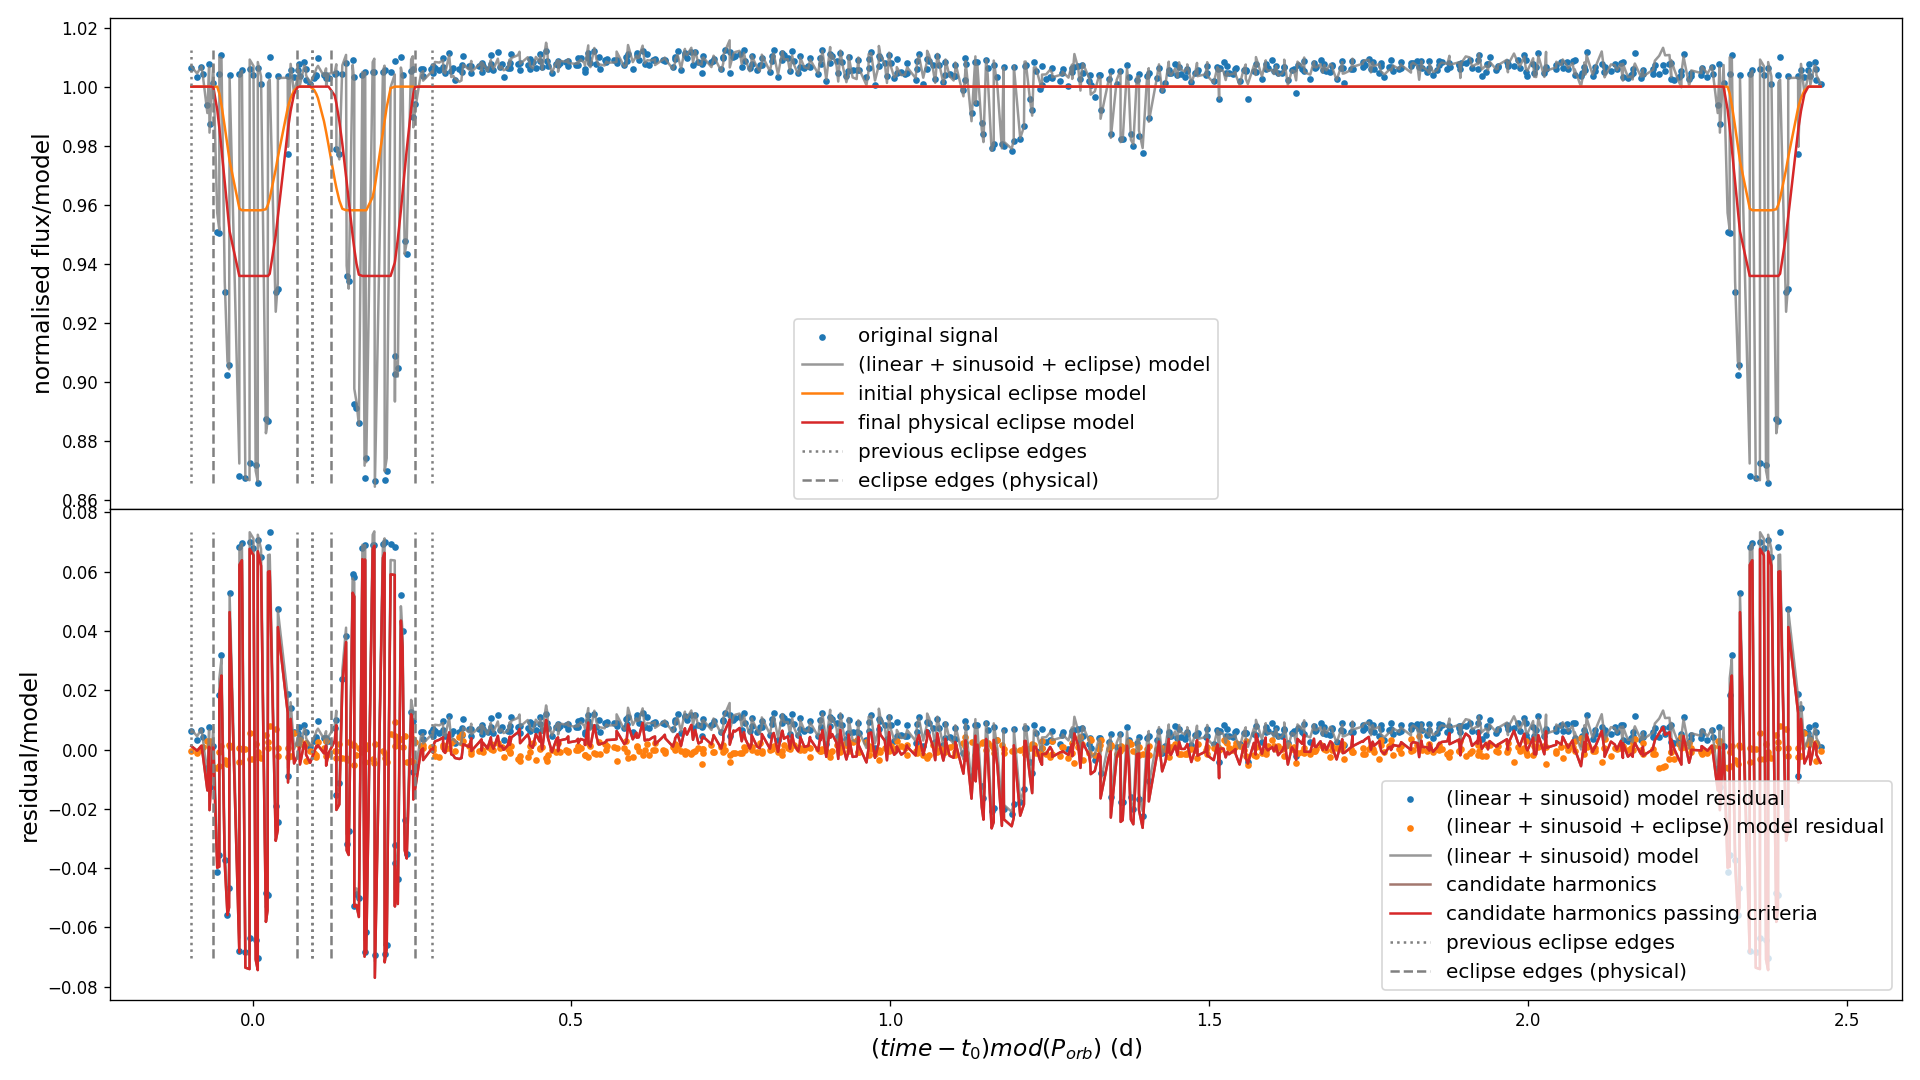 normalised flux/model
1.02
1.00
0.98
0.96
0.94
0.92
0.90
0.88
0.86
original signal
(linear + sinusoid + eclipse) model
initial physical eclipse model
final physical eclipse model
previous eclipse edges
eclipse edges (physical)
residual/model
0.08
0.06
0.04
0.02
0.00
−0.02
−0.04
−0.06
−0.08
(linear + sinusoid) model residual
(linear + sinusoid + eclipse) model residual
(linear + sinusoid) model
candidate harmonics
candidate harmonics passing criteria
previous eclipse edges
eclipse edges (physical)
0.0 0.5 1.0 1.5 2.0 2.5
(time − t₀)mod(P_orb) (d)